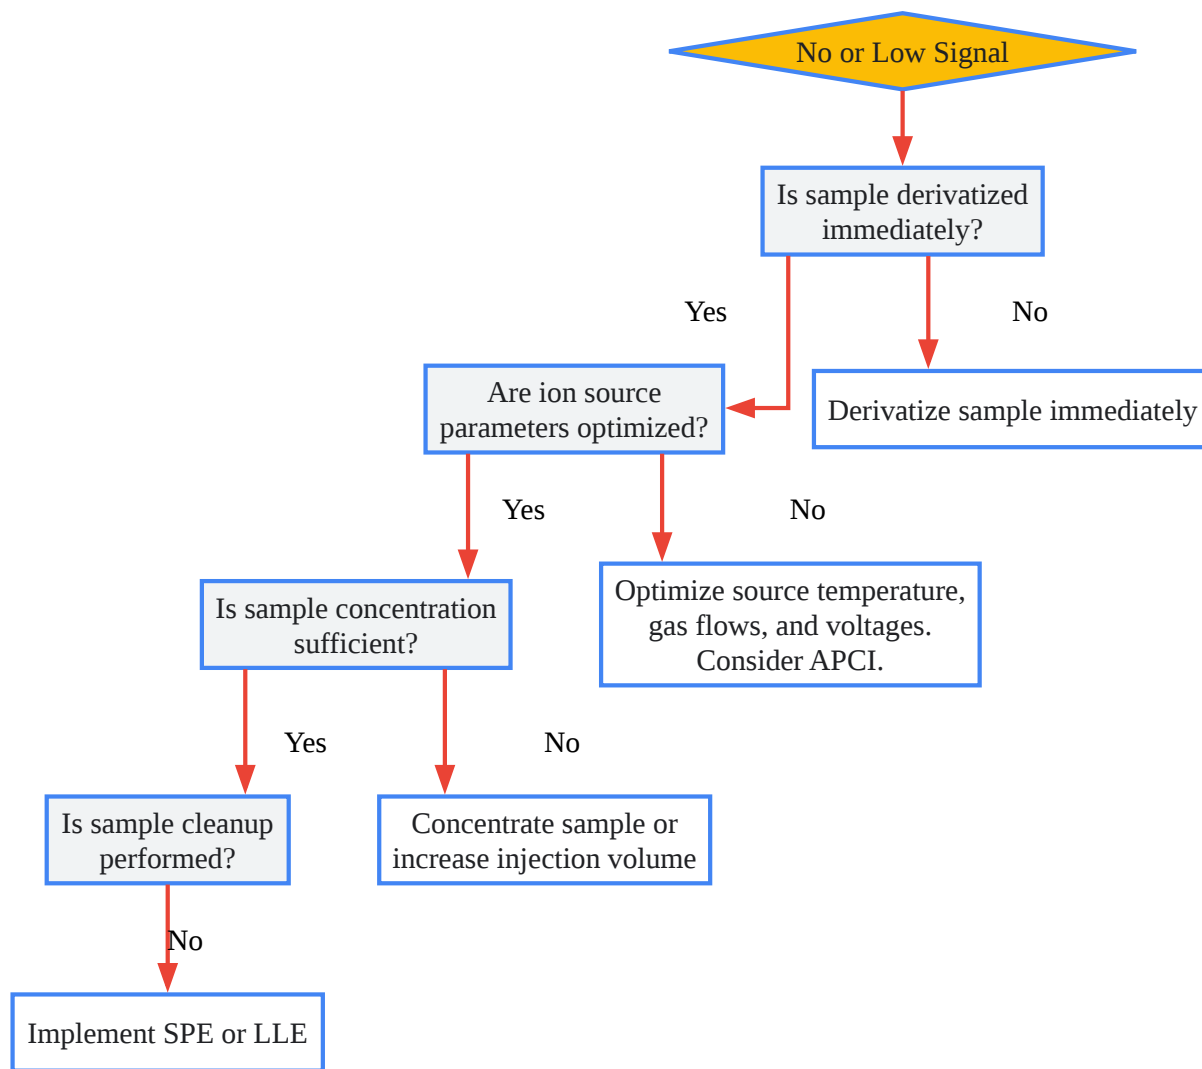 No or Low Signal
Is sample derivatized
immediately?
Yes
No
Are ion source
parameters optimized?
Derivatize sample immediately
Yes
No
Is sample concentration
sufficient?
Optimize source temperature,
gas flows, and voltages.
Consider APCI.
Yes
No
Is sample cleanup
performed?
Concentrate sample or
increase injection volume
No
Implement SPE or LLE